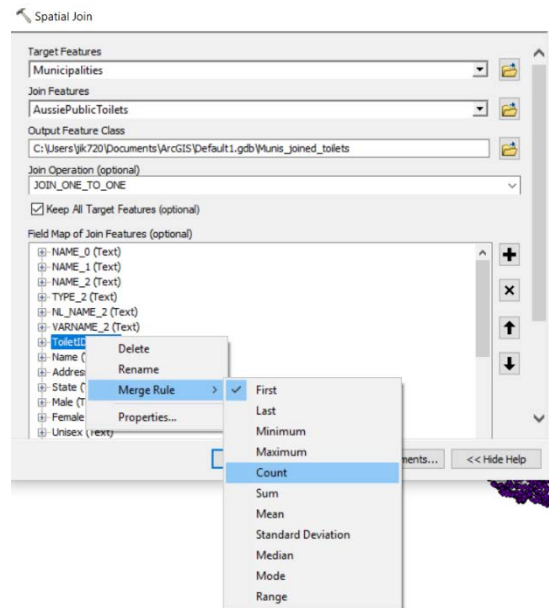 Spatial Join
Target Features
Municipalities
Join Features
AussiePublicToilets
Output Feature Class
C:\Users\jik720\Documents\ArcGIS\Default1.gdb\Munis_joined_toilets
Join Operation (optional)
JOIN_ONE_TO_ONE
Keep All Target Features (optional)
Field Map of Join Features (optional)
NAME_0 (Text)
NAME_1 (Text)
NAME_2 (Text)
TYPE_2 (Text)
NL_NAME_2 (Text)
VARNAME_2 (Text)
ToiletID
Name (
Addres
State (
Male (T
Female
Unisex (Text)
Delete
Rename
Merge Rule
Properties...
First
Last
Minimum
Maximum
Count
Sum
Mean
Standard Deviation
Median
Mode
Range
ments...
<< Hide Help